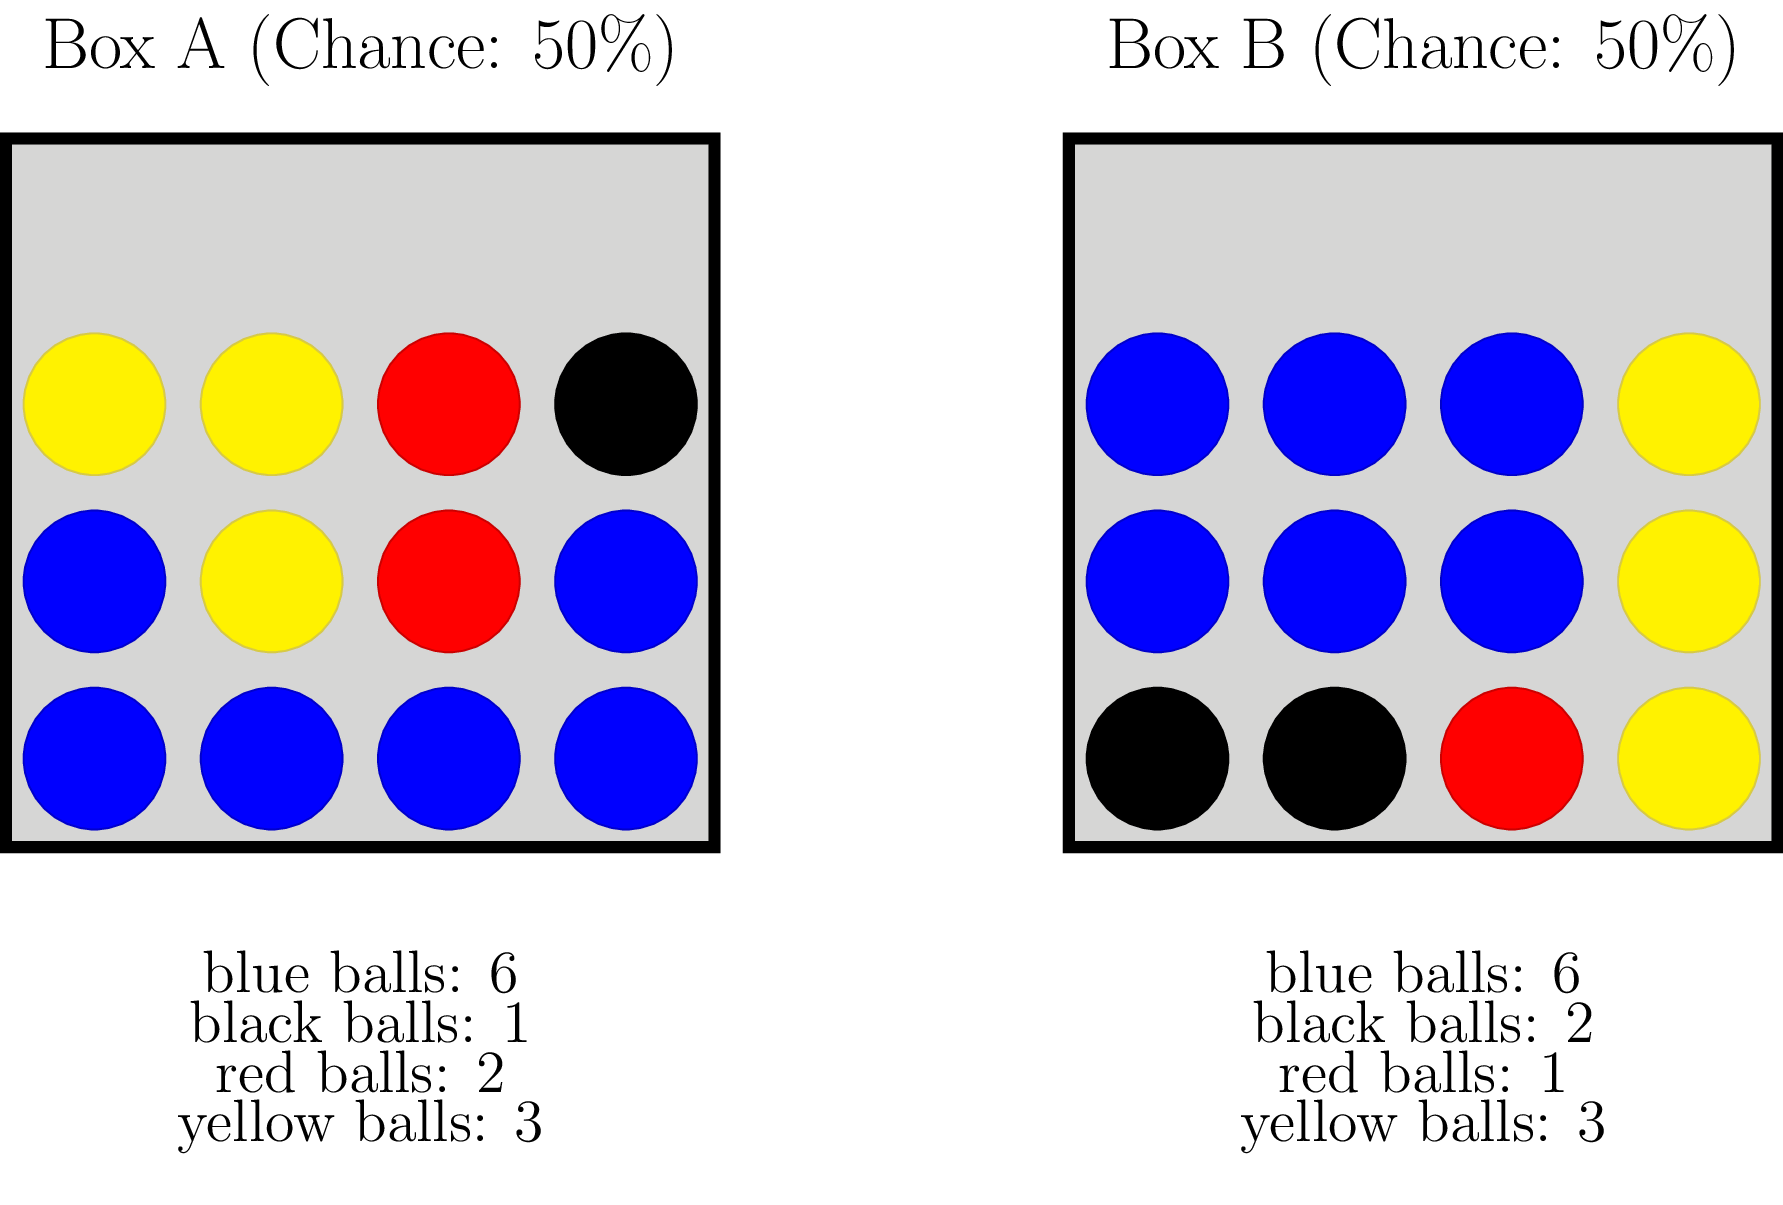 Box A (Chance: 50%)
Box B (Chance: 50%)
blue balls: 6
black balls: 1
red balls: 2
yellow balls: 3
blue balls: 6
black balls: 2
red balls: 1
yellow balls: 3